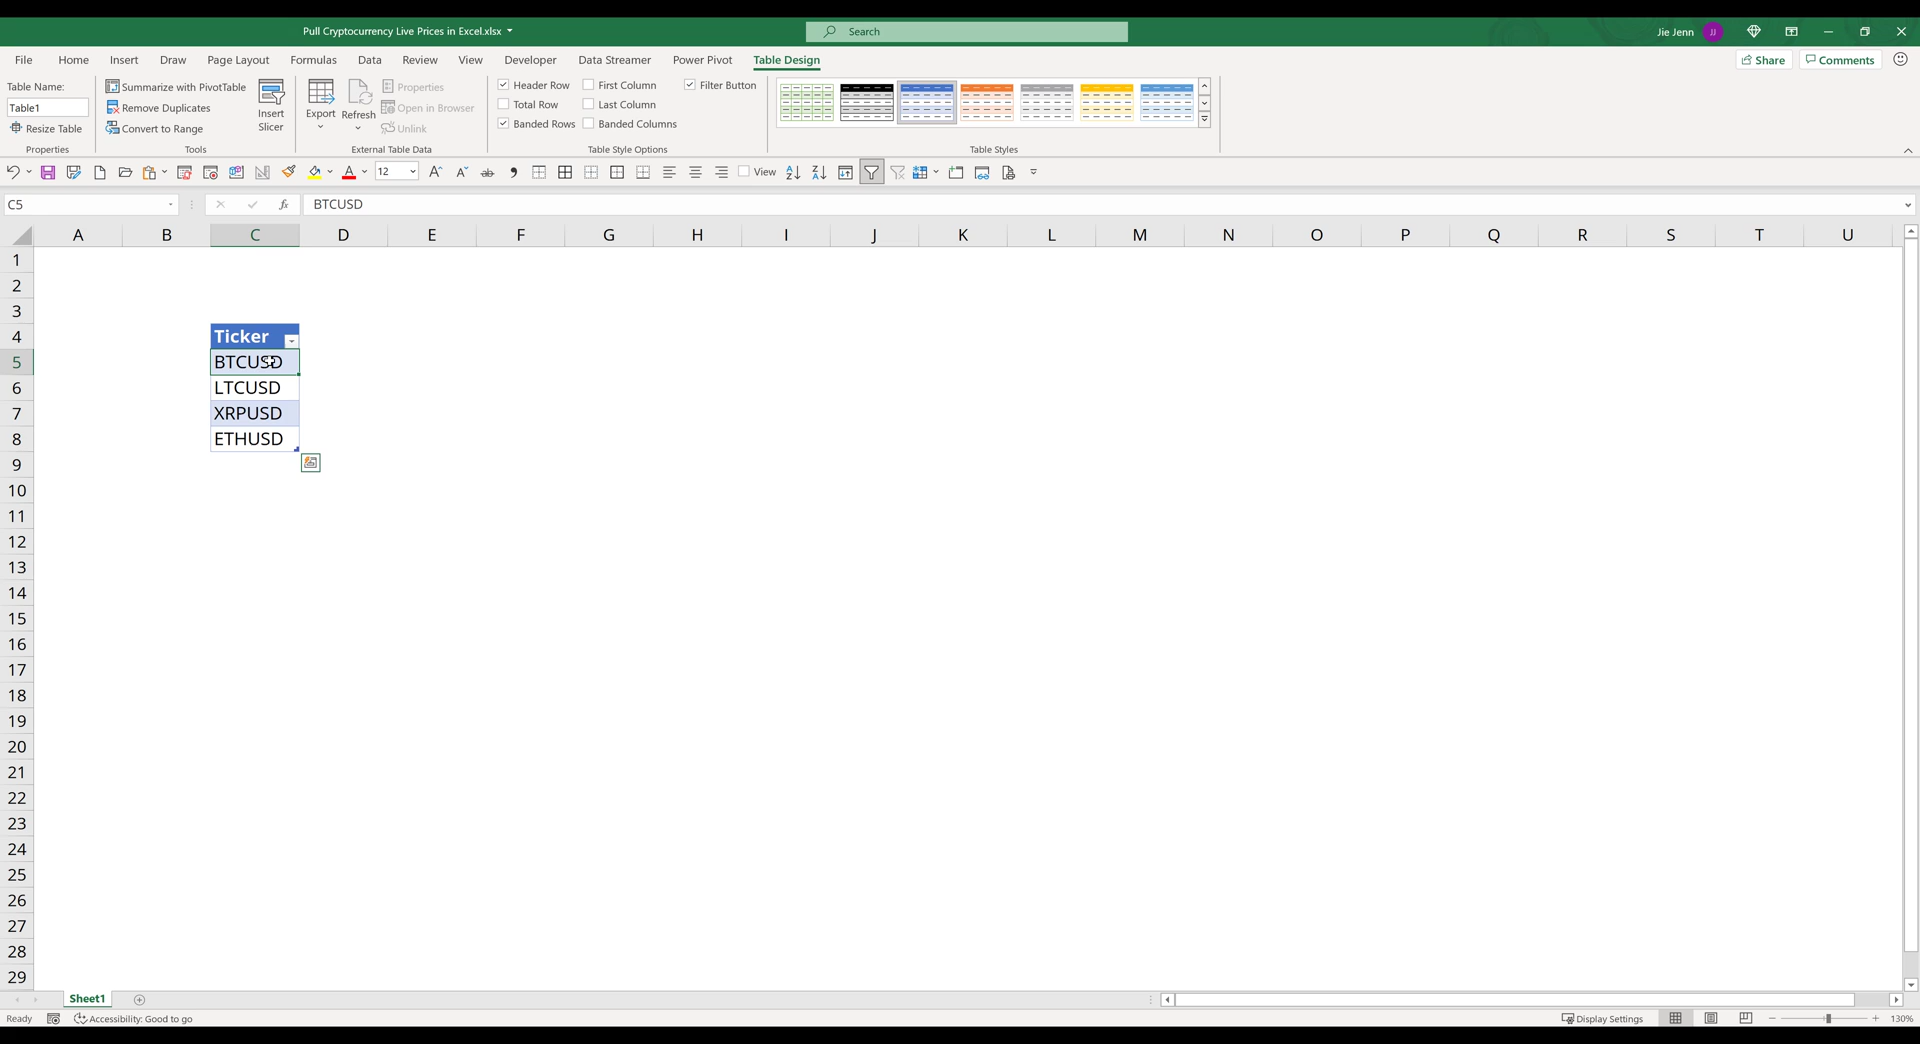 Pull Cryptocurrency Live Prices in Excel.xlsx
Search
Jie Jenn JJ
File Home Insert Draw Page Layout Formulas Data Review View Developer Data Streamer Power Pivot Table Design
Share Comments
Table Name:
Table1
Resize Table
Properties
Summarize with PivotTable
Remove Duplicates
Convert to Range
Insert
Slicer
Tools
Export
Refresh
Properties
Open in Browser
Unlink
External Table Data
Header Row First Column Filter Button
Total Row Last Column
Banded Rows Banded Columns
Table Style Options
Table Styles
12
View
C5 fx BTCUSD
A B C D E F G H I J K L M N O P Q R S T U
1
2
3
4 Ticker
5 BTCUSD
6 LTCUSD
7 XRPUSD
8 ETHUSD
9
10
11
12
13
14
15
16
17
18
19
20
21
22
23
24
25
26
27
28
29
Sheet1
Ready Accessibility: Good to go Display Settings 130%